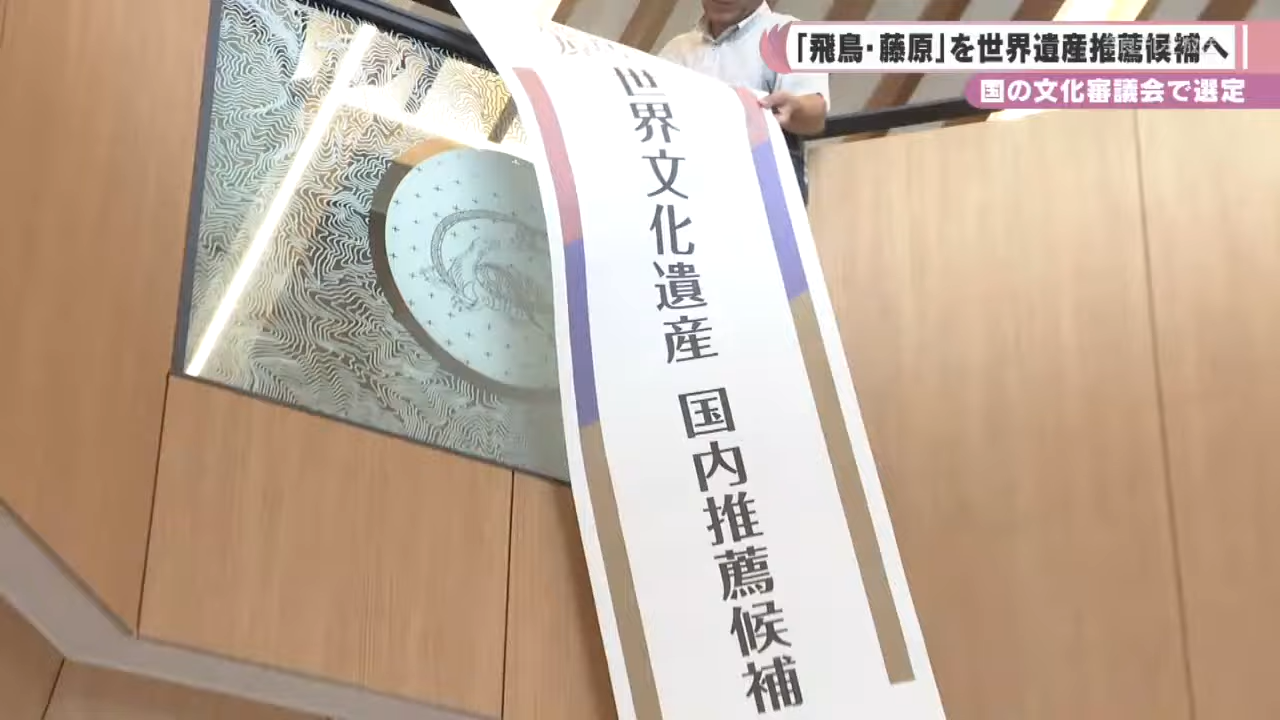 「飛鳥・藤原」を世界遺産推薦候補へ
国の文化審議会で選定
世界文化遺産 国内推薦候補